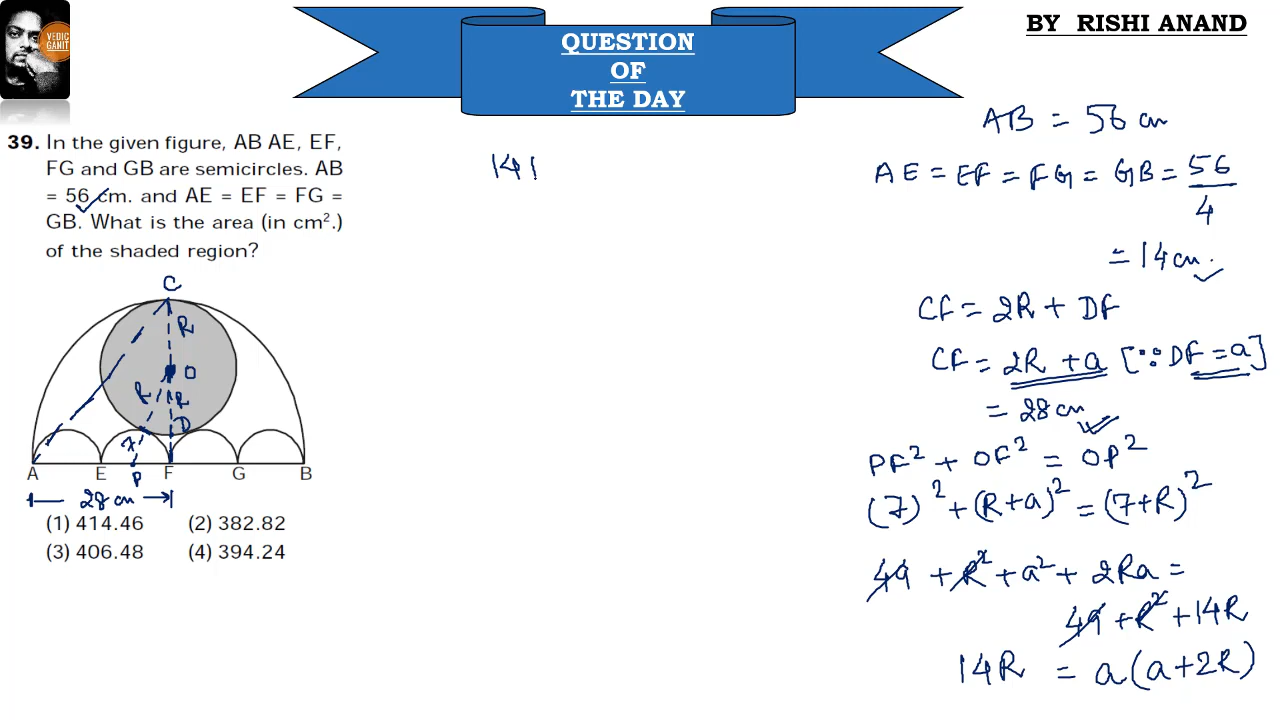 VEDIC
GANIT
QUESTION
OF
THE DAY
BY RISHI ANAND
39. In the given figure, AB AE, EF,
FG and GB are semicircles. AB
= 56 cm. and AE = EF = FG =
GB. What is the area (in cm².)
of the shaded region?
C
R
O
R R
7 D
A E P F G B
28 cm
(1) 414.46 (2) 382.82
(3) 406.48 (4) 394.24
141
AB = 56 cm
AE = EF = FG = GB = 56/4
= 14 cm.
CF = 2R + DF
CF = 2R + a [∵ DF = a]
= 28 cm
PF² + OF² = OP²
(7)² + (R+a)² = (7+R)²
49 + R² + a² + 2Ra =
49 + R² + 14R
14R = a(a+2R)